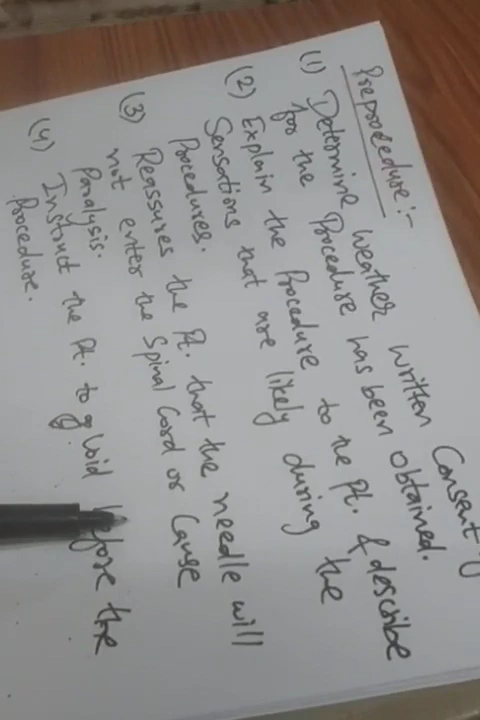 Preprocedure:-
(1) Determine weather written Consent
for the Procedure has been obtained.
(2) Explain the Procedure to the Pt. & describe
Sensations that are likely during the
Procedures.
(3) Reassures the Pt. that the needle will
not enter the Spinal Cord or Cause
Paralysis.
(4) Instruct the Pt. to void before the
Procedure.